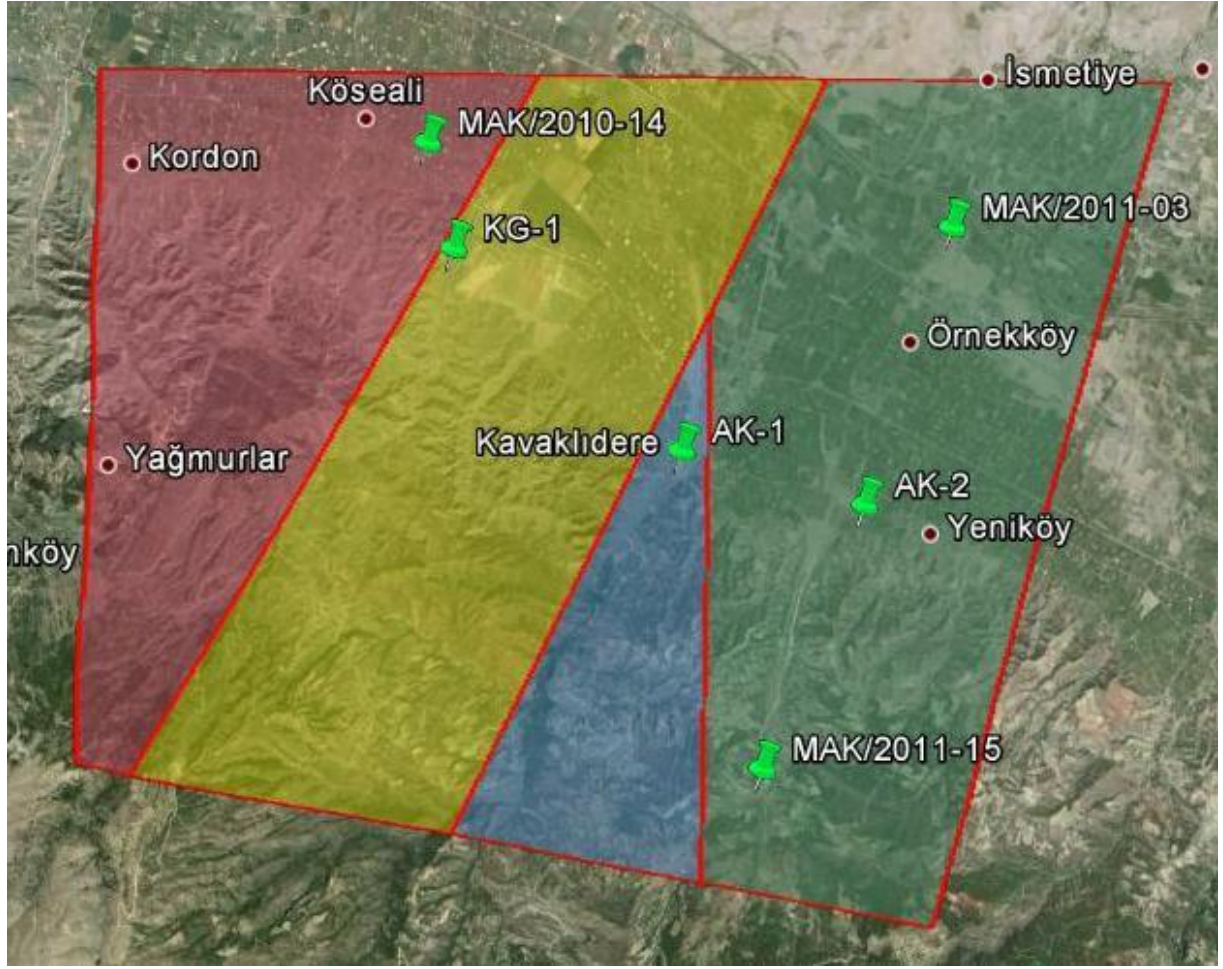 İsmetiye
Köseali
MAK/2010-14
Kordon
MAK/2011-03
KG-1
Örnekköy
Kavaklıdere
AK-1
Yağmurlar
AK-2
Yeniköy
nköy
MAK/2011-15